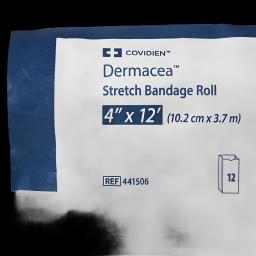 COVIDIEN™
Dermacea™
Stretch Bandage Roll
4" x 12' (10.2 cm x 3.7 m)
REF 441506
12